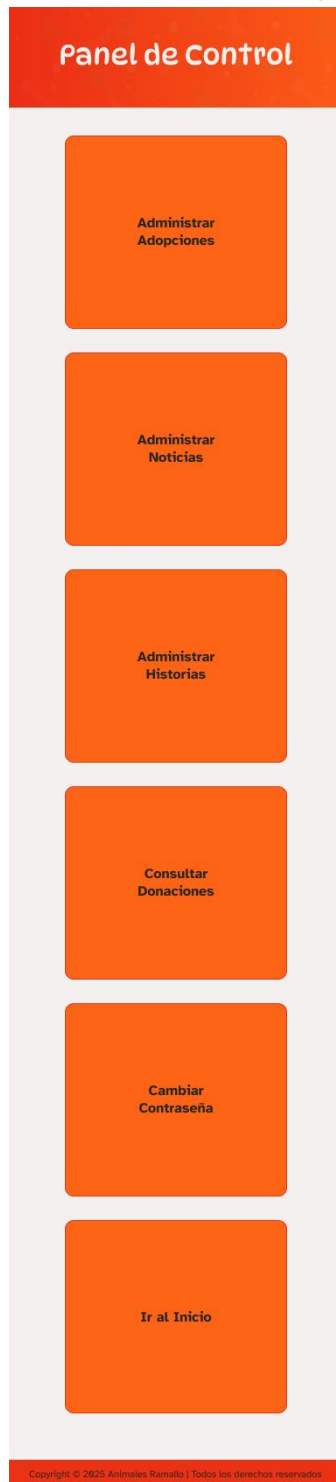 Panel de Control
Administrar
Adopciones
Administrar
Noticias
Administrar
Historias
Consultar
Donaciones
Cambiar
Contraseña
Ir al Inicio
Copyright © 2025 Animales Ramallo | Todos los derechos reservados